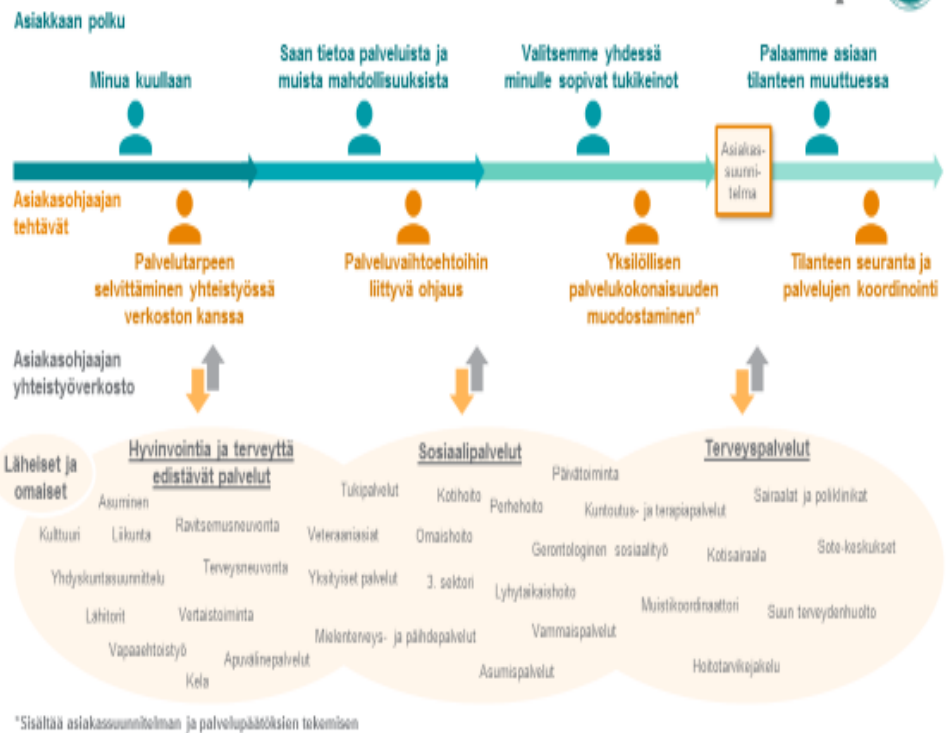 Asiakkaan polku
Minua kuullaan
Saan tietoa palveluista ja
muista mahdollisuuksista
Valitsemme yhdessä
minulle sopivat tukikeinot
Palaamme asiaan
tilanteen muuttuessa
Asiakas-
suunni-
telma
Asiakasohjaajan
tehtävät
Palvelutarpeen
selvittäminen yhteistyössä
verkoston kanssa
Palveluvaihtoehtoihin
liittyvä ohjaus
Yksilöllisen
palvelukokonaisuuden
muodostaminen*
Tilanteen seuranta ja
palvelujen koordinointi
Asiakasohjaajan
yhteistyöverkosto
Läheiset ja
omaiset
Hyvinvointia ja terveyttä
edistävät palvelut
Asuminen
Kulttuuri
Liikunta
Ravitsemusneuvonta
Yhdyskuntasuunnittelu
Terveysneuvonta
Lähitorit
Vertaistoiminta
Vapaaehtoistyö
Apuvälinepalvelut
Kela
Sosiaalipalvelut
Tukipalvelut
Kotihoito
Perhehoito
Päivätoiminta
Veteraaniasiat
Omaishoito
Gerontologinen sosiaalityö
Yksityiset palvelut
3. sektori
Lyhytaikaishoito
Mielenterveys- ja päihdepalvelut
Vammaispalvelut
Asumispalvelut
Terveyspalvelut
Kuntoutus- ja terapiapalvelut
Sairaalat ja poliklinikat
Kotisairaala
Sote-keskukset
Muistikoordinaattori
Suun terveydenhuolto
Hoitotarvikejakelu
*Sisältää asiakassuunnitelman ja palvelupäätöksien tekemisen